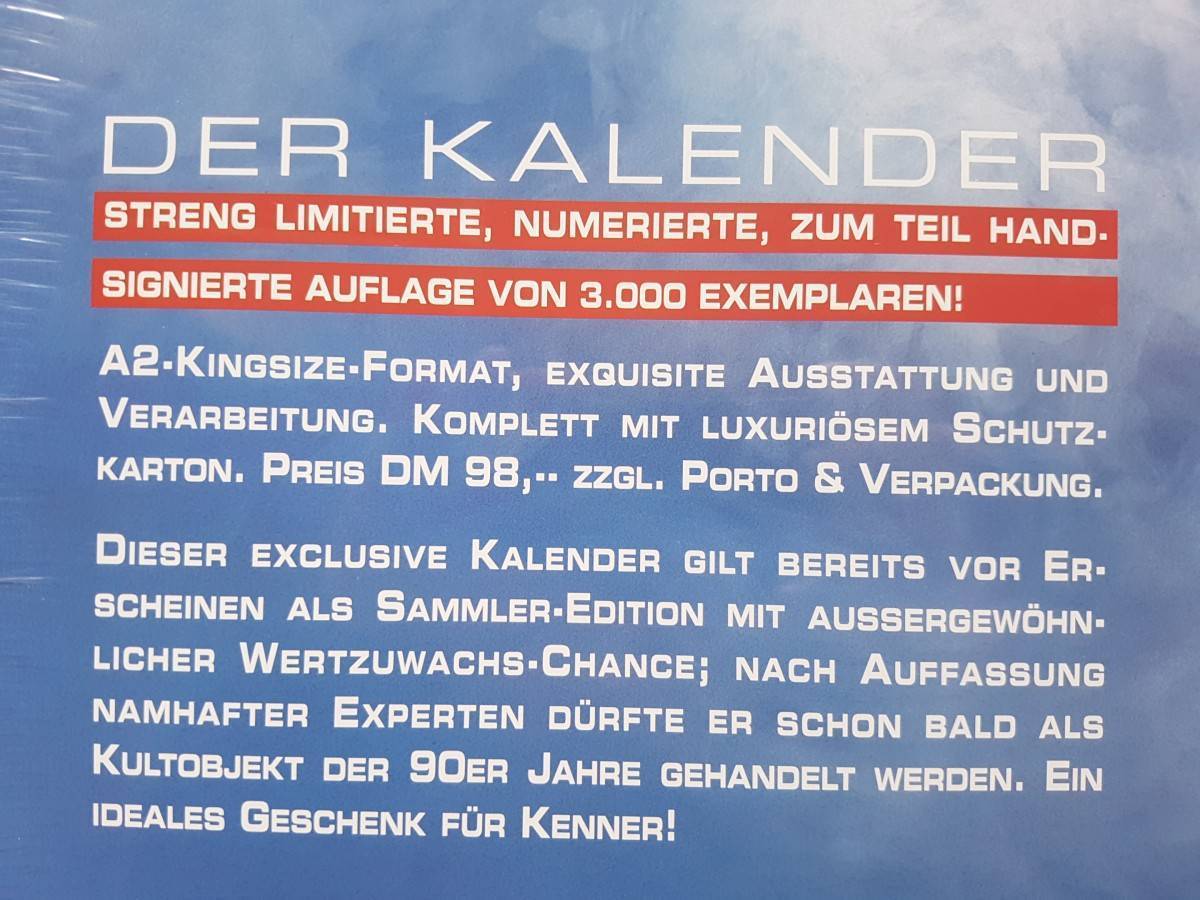 DER KALENDER
STRENG LIMITIERTE, NUMERIERTE, ZUM TEIL HAND-
SIGNIERTE AUFLAGE VON 3.000 EXEMPLAREN!
A2-KINGSIZE-FORMAT, EXQUISITE AUSSTATTUNG UND
VERARBEITUNG. KOMPLETT MIT LUXURIÖSEM SCHUTZ-
KARTON. PREIS DM 98,-- ZZGL. PORTO & VERPACKUNG.
DIESER EXCLUSIVE KALENDER GILT BEREITS VOR ER-
SCHEINEN ALS SAMMLER-EDITION MIT AUSSERGEWÖHN-
LICHER WERTZUWACHS-CHANCE; NACH AUFFASSUNG
NAMHAFTER EXPERTEN DÜRFTE ER SCHON BALD ALS
KULTOBJEKT DER 90ER JAHRE GEHANDELT WERDEN. EIN
IDEALES GESCHENK FÜR KENNER!